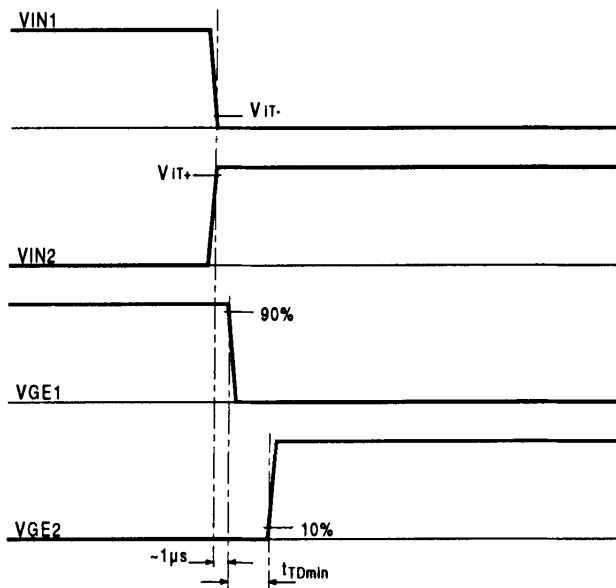 VIN1
ViT-
ViT+
VIN2
90%
VGE1
10%
VGE2
~1µs
tTDmin